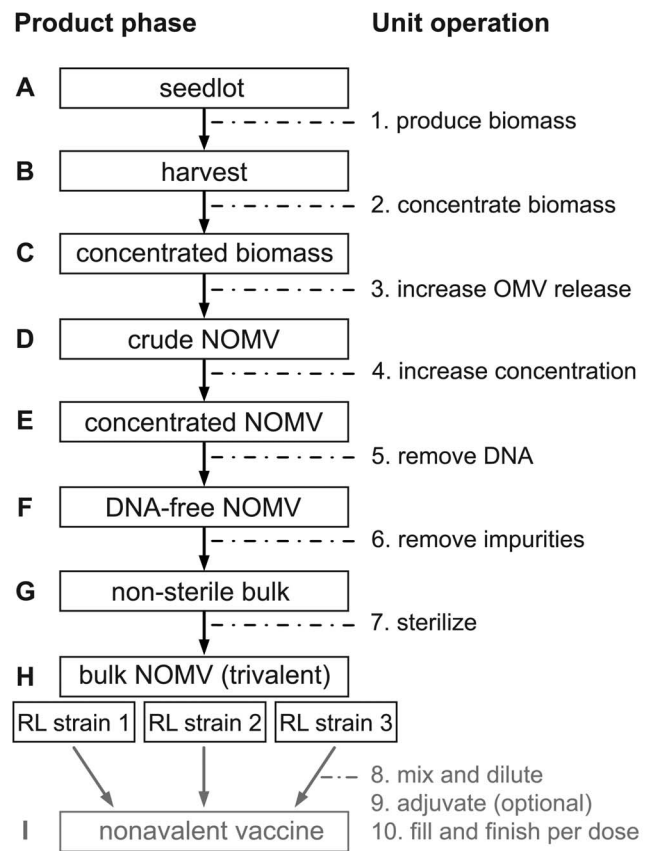 Product phase Unit operation
A seedlot
1. produce biomass
B harvest
2. concentrate biomass
C concentrated biomass
3. increase OMV release
D crude NOMV
4. increase concentration
E concentrated NOMV
5. remove DNA
F DNA-free NOMV
6. remove impurities
G non-sterile bulk
7. sterilize
H bulk NOMV (trivalent)
RL strain 1 RL strain 2 RL strain 3
8. mix and dilute
9. adjuvate (optional)
I nonavalent vaccine 10. fill and finish per dose